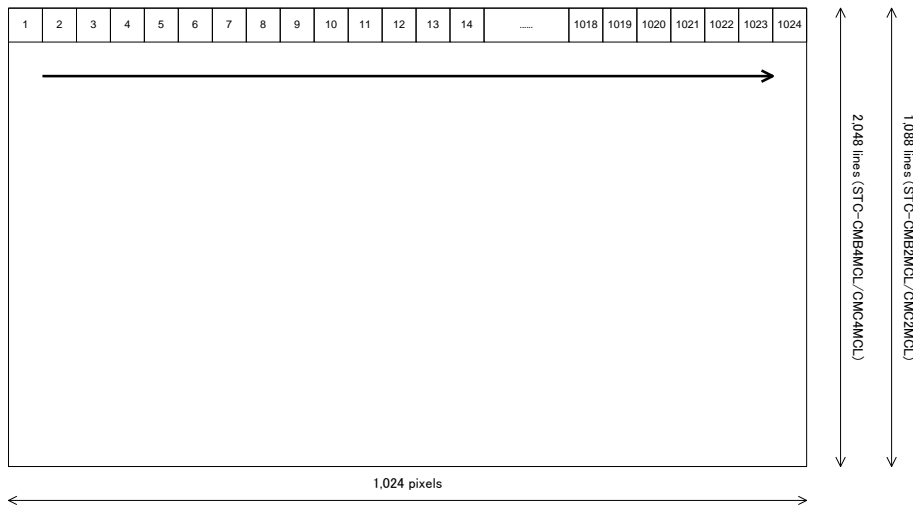 1 2 3 4 5 6 7 8 9 10 11 12 13 14 ...... 1018 1019 1020 1021 1022 1023 1024
2,048 lines (STC-CMB4MCL/CMC4MCL)
1,088 lines (STC-CMB2MCL/CMC2MCL)
1,024 pixels